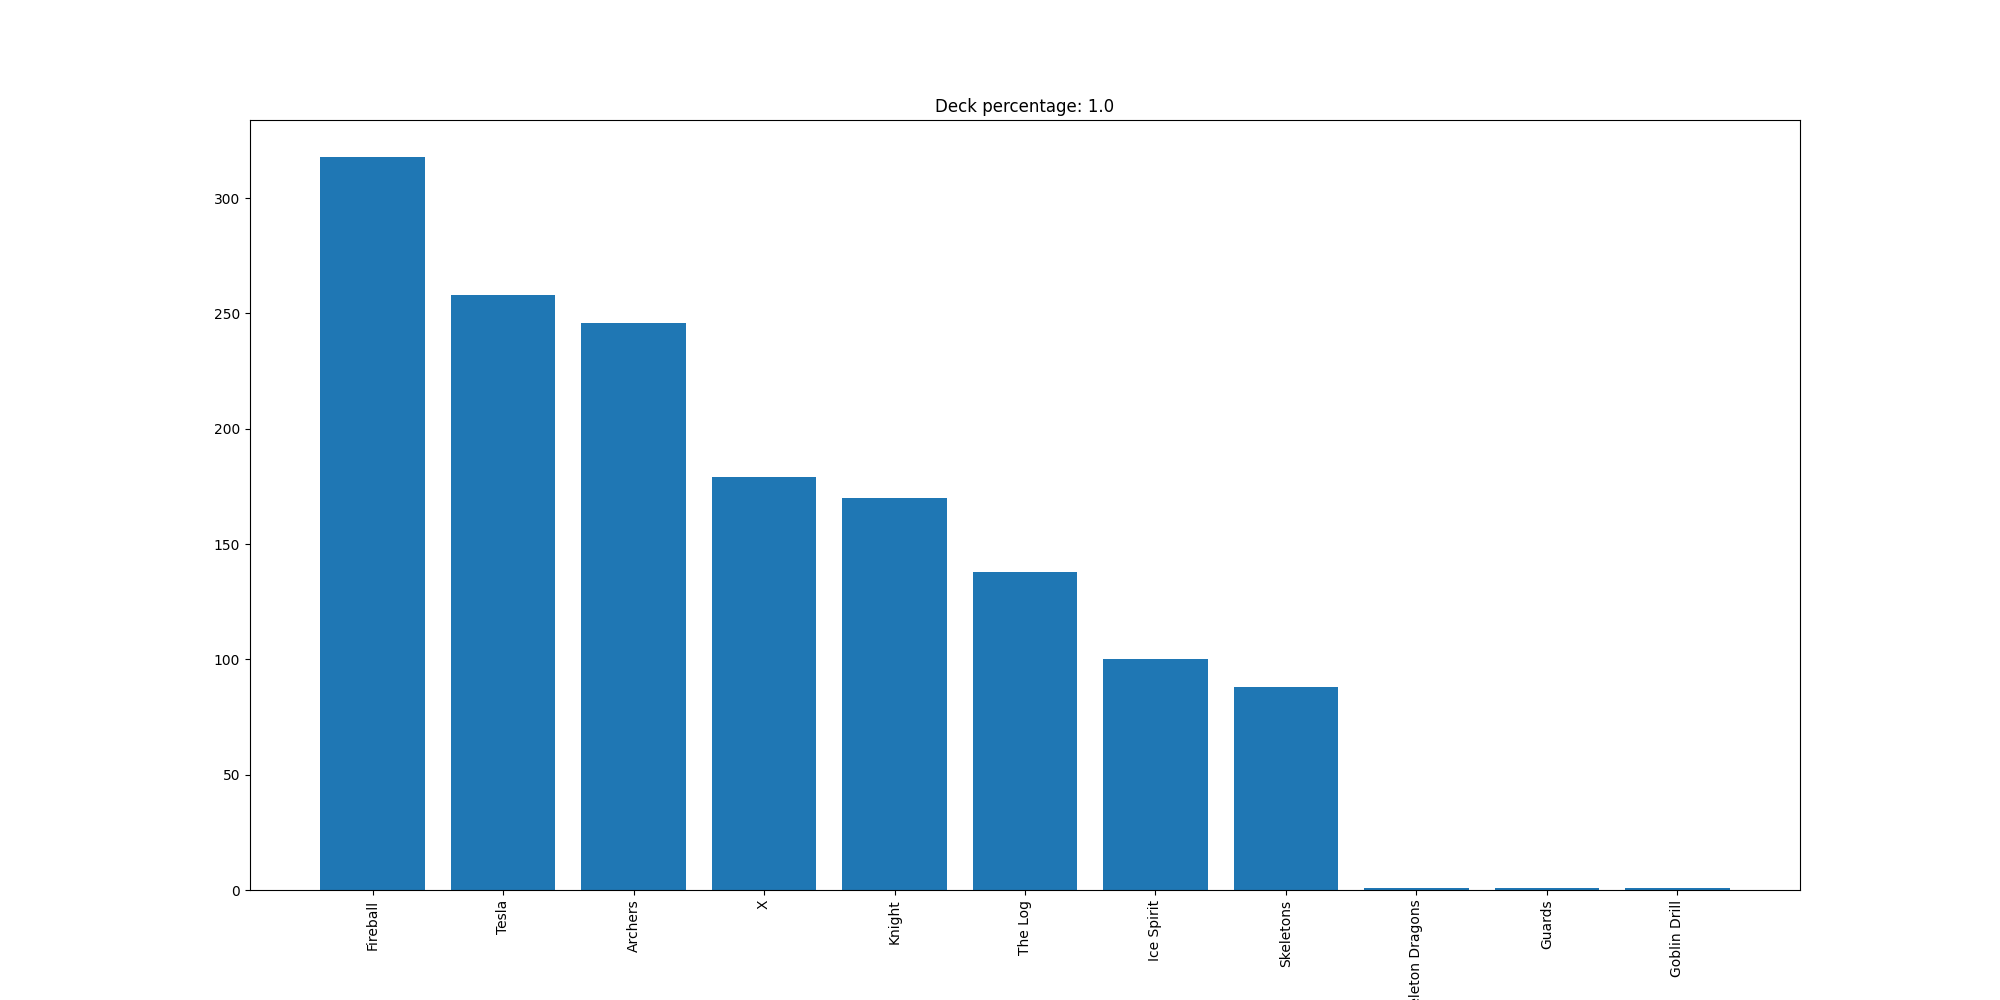 Deck percentage: 1.0
300
250
200
150
100
50
0
Fireball
Tesla
Archers
X
Knight
The Log
Ice Spirit
Skeletons
Dragons
Guards
Goblin Drill